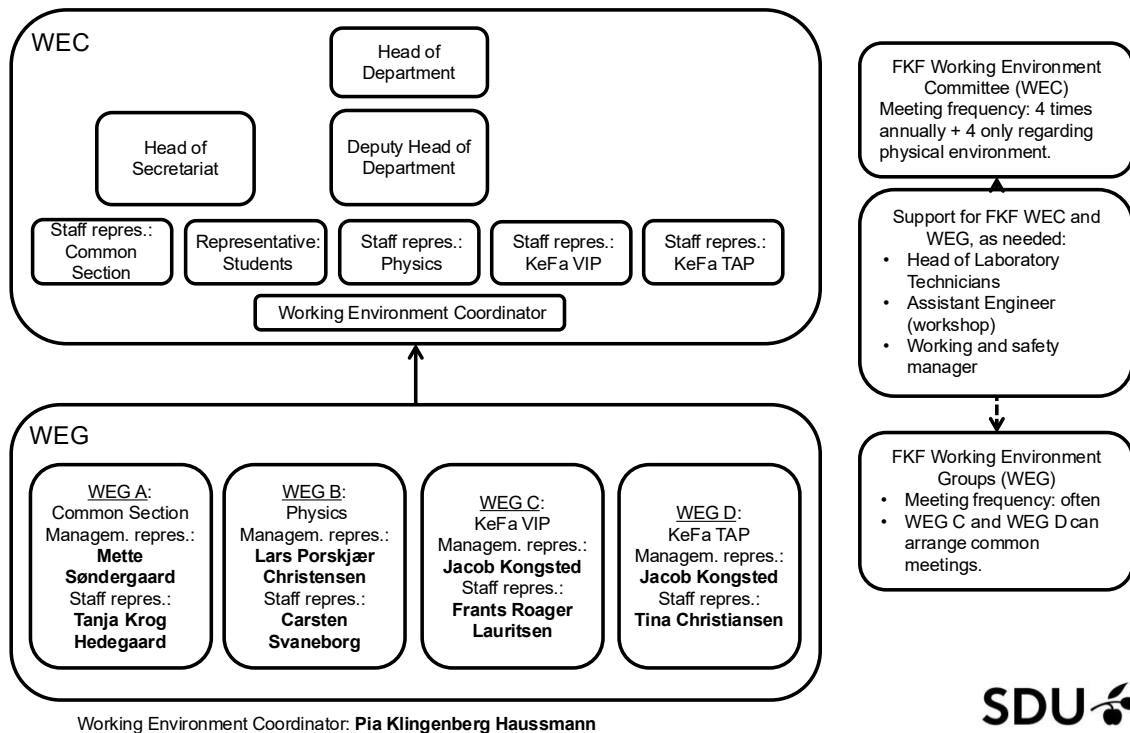 WEC
Head of
Department
Head of
Secretariat
Deputy Head of
Department
Staff repres.:
Common
Section
Representative:
Students
Staff repres.:
Physics
Staff repres.:
KeFa VIP
Staff repres.:
KeFa TAP
Working Environment Coordinator
WEG
WEG A:
Common Section
Managem. repres.:
Mette
Søndergaard
Staff repres.:
Tanja Krog
Hedegaard
WEG B:
Physics
Managem. repres.:
Lars Porskjær
Christensen
Staff repres.:
Carsten
Svaneborg
WEG C:
KeFa VIP
Managem. repres.:
Jacob Kongsted
Staff repres.:
Frants Roager
Lauritsen
WEG D:
KeFa TAP
Managem. repres.:
Jacob Kongsted
Staff repres.:
Tina Christiansen
Working Environment Coordinator: Pia Klingenberg Haussmann
FKF Working Environment
Committee (WEC)
Meeting frequency: 4 times
annually + 4 only regarding
physical environment.
Support for FKF WEC and
WEG, as needed:
• Head of Laboratory
Technicians
• Assistant Engineer
(workshop)
• Working and safety
manager
FKF Working Environment
Groups (WEG)
• Meeting frequency: often
• WEG C and WEG D can
arrange common
meetings.
SDU